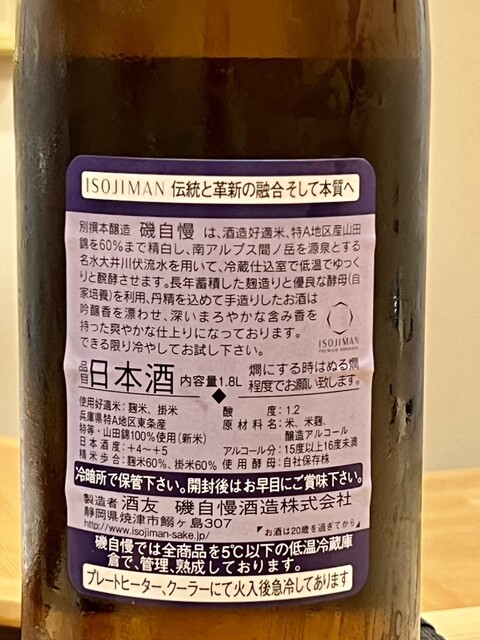 ISOJIMAN 伝統と革新の融合そして本質へ
別撰本醸造 磯自慢 は、酒造好適米、特A地区産山田
錦を60%まで精白し、南アルプス間ノ岳を源泉とする
名水大井川伏流水を用いて、冷蔵仕込室で低温でゆっく
りと醗酵させます。長年蓄積した麹造りと優良な酵母(自
家培養)を利用、丹精を込めて手造りしたお酒は
吟醸香を漂わせ、深いまろやかな含み香を
持った爽やかな仕上りになっております。
できる限り冷やしてお試し下さい。
ISOJIMAN
品目 日本酒 内容量1.8L
燗にする時はぬる燗
程度でお願い致します。
使用好適米:麹米、掛米
兵庫県特A地区東条産
特等・山田錦100%使用(新米)
日本酒度:+4~+5
精米歩合:麹米60%、掛米60%
酸度:1.2
原材料名:米、米麹、
醸造アルコール
アルコール分:15度以上16度未満
使用酵母:自社保存株
冷暗所で保管下さい。開封後はお早目にご賞味下さい。
製造者 酒友 磯自慢酒造株式会社
静岡県焼津市鰯ヶ島307
http://www.isojiman-sake.jp/
お酒は20歳を過ぎてから
磯自慢では全商品を5℃以下の低温冷蔵庫
倉で、管理、熟成しております。
プレートヒーター、クーラーにて火入後急冷してあります